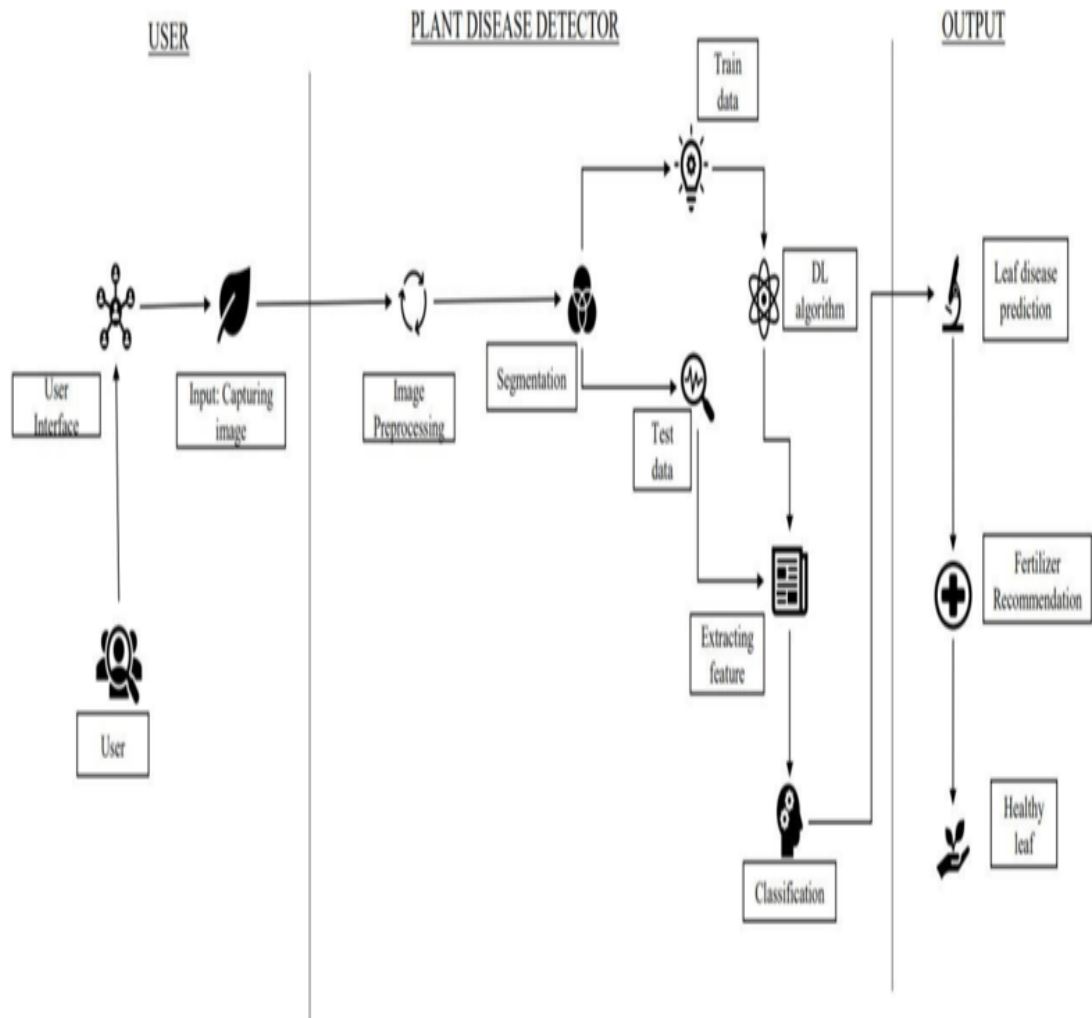 USER
PLANT DISEASE DETECTOR
OUTPUT
Train
data
DL
algorithm
Leaf disease
prediction
User
Interface
Input: Capturing
image
Image
Preprocessing
Segmentation
Test
data
Fertilizer
Recommendation
Extracting
feature
User
Healthy
leaf
Classification